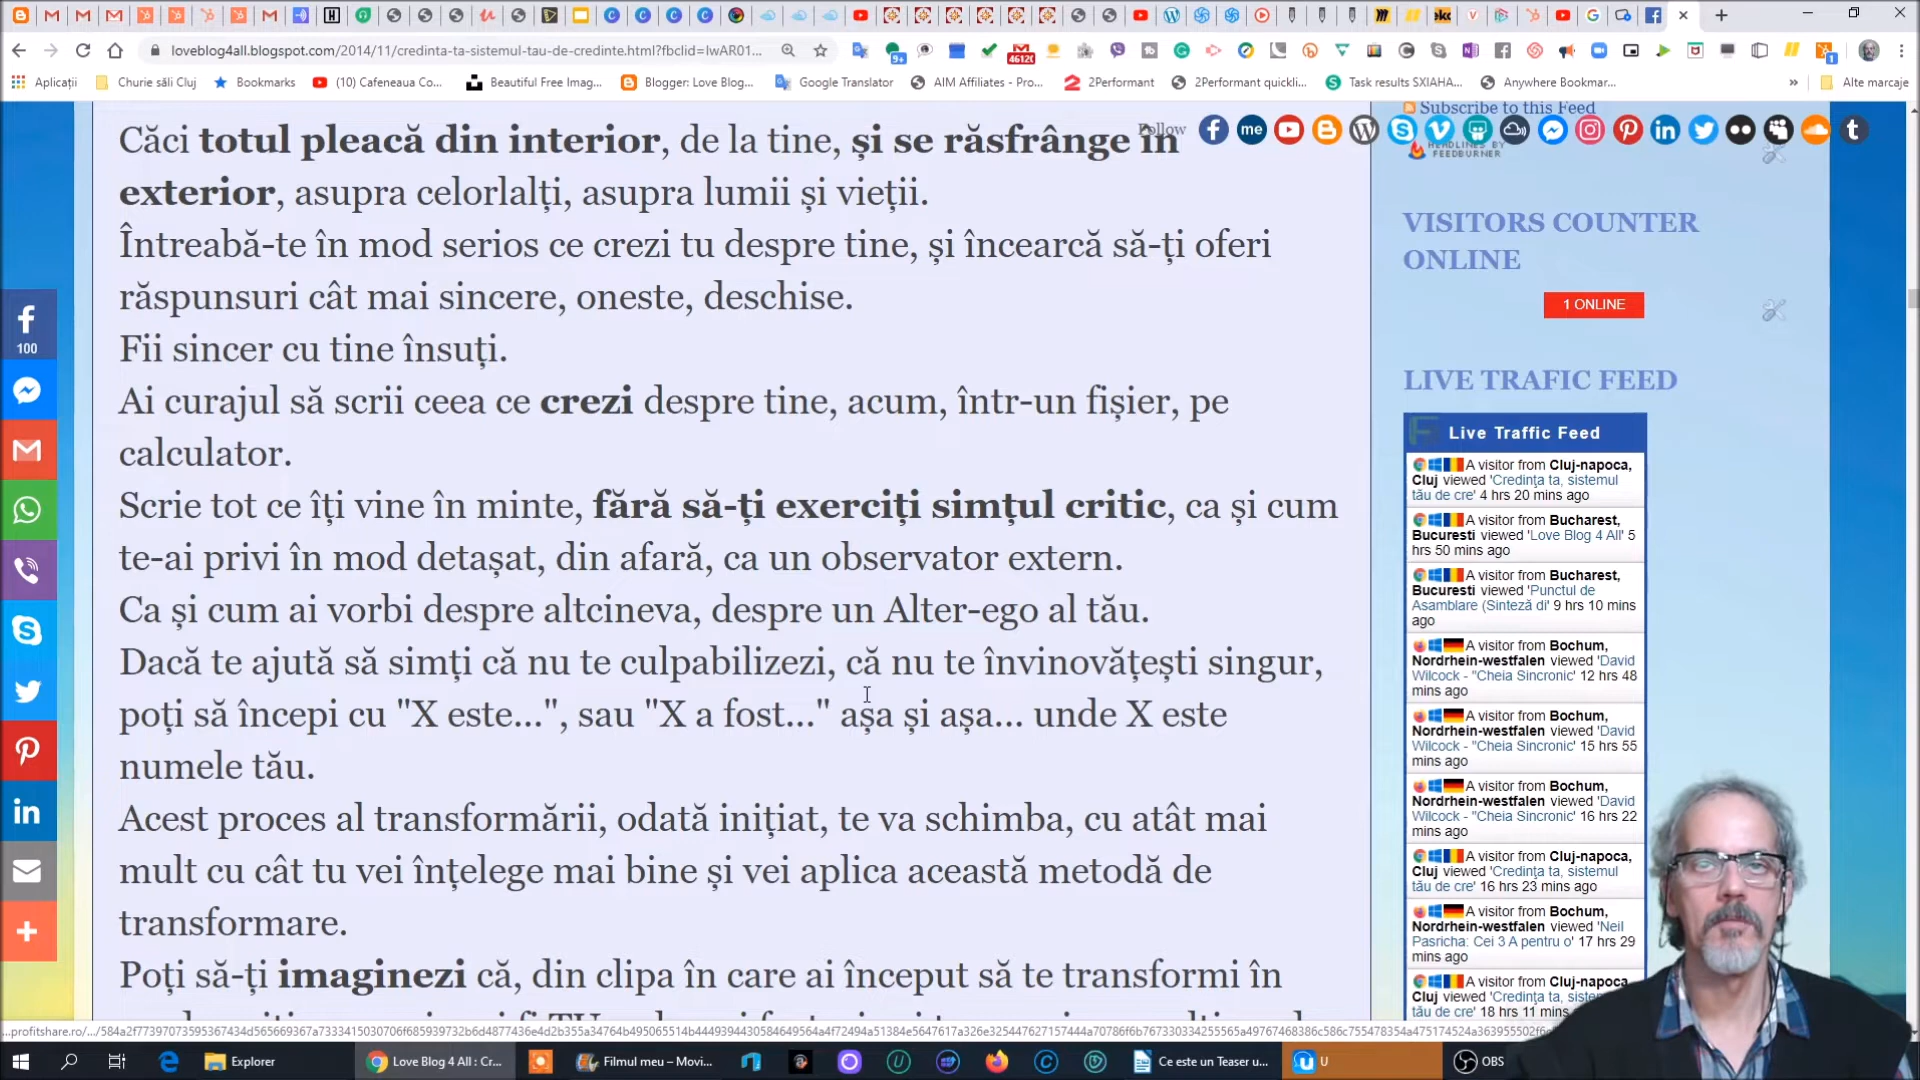 loveblog4all.blogspot.com/2014/11/credinta-ta-sistemul-tau-de-credinte.html?fbclid=IwAR01...
Aplicații
Churie săli Cluj
Bookmarks
(10) Cafeneaua Co...
Beautiful Free Imag...
Blogger: Love Blog...
Google Translator
AIM Affiliates - Pro...
2Performant
2Performant quickli...
Task results SXIAHA...
Anywhere Bookmar...
»
Alte marcaje
Căci totul pleacă din interior, de la tine, și se răsfrânge în
exterior, asupra celorlalți, asupra lumii și vieții.
Întreabă-te în mod serios ce crezi tu despre tine, și încearcă să-ți oferi
răspunsuri cât mai sincere, oneste, deschise.
Fii sincer cu tine însuți.
Ai curajul să scrii ceea ce crezi despre tine, acum, într-un fișier, pe
calculator.
Scrie tot ce îți vine în minte, fără să-ți exerciți simțul critic, ca și cum
te-ai privi în mod detașat, din afară, ca un observator extern.
Ca și cum ai vorbi despre altcineva, despre un Alter-ego al tău.
Dacă te ajută să simți că nu te culpabilizezi, că nu te învinovățești singur,
poți să începi cu "X este...", sau "X a fost..." așa și așa... unde X este
numele tău.
Acest proces al transformării, odată inițiat, te va schimba, cu atât mai
mult cu cât tu vei înțelege mai bine și vei aplica această metodă de
transformare.
Poți să-ți imaginezi că, din clipa în care ai început să te transformi în
100
Follow
Subscribe to this Feed
HEADLINES BY
FEEDBURNER
VISITORS COUNTER
ONLINE
1 ONLINE
LIVE TRAFIC FEED
Live Traffic Feed
A visitor from Cluj-napoca,
Cluj viewed 'Credinţa ta, sistemul
tău de cre' 4 hrs 20 mins ago
A visitor from Bucharest,
Bucuresti viewed 'Love Blog 4 All' 5
hrs 50 mins ago
A visitor from Bucharest,
Bucuresti viewed 'Punctul de
Asamblare (Sinteză di' 9 hrs 10 mins
ago
A visitor from Bochum,
Nordrhein-westfalen viewed 'David
Wilcock - "Cheia Sincronic' 12 hrs 48
mins ago
A visitor from Bochum,
Nordrhein-westfalen viewed 'David
Wilcock - "Cheia Sincronic' 15 hrs 55
mins ago
A visitor from Bochum,
Nordrhein-westfalen viewed 'David
Wilcock - "Cheia Sincronic' 16 hrs 22
mins ago
A visitor from Cluj-napoca,
Cluj viewed 'Credinţa ta, sistemul
tău de cre' 16 hrs 23 mins ago
A visitor from Bochum,
Nordrhein-westfalen viewed 'Neil
Pasricha: Cei 3 A pentru o' 17 hrs 29
mins ago
A visitor from Cluj-napoca,
Cluj viewed 'Credinţa ta,
tău de cre' 18 hrs 11 mins
Explorer
Love Blog 4 All : Cr...
Filmul meu – Movi...
Ce este un Teaser u...
U
OBS